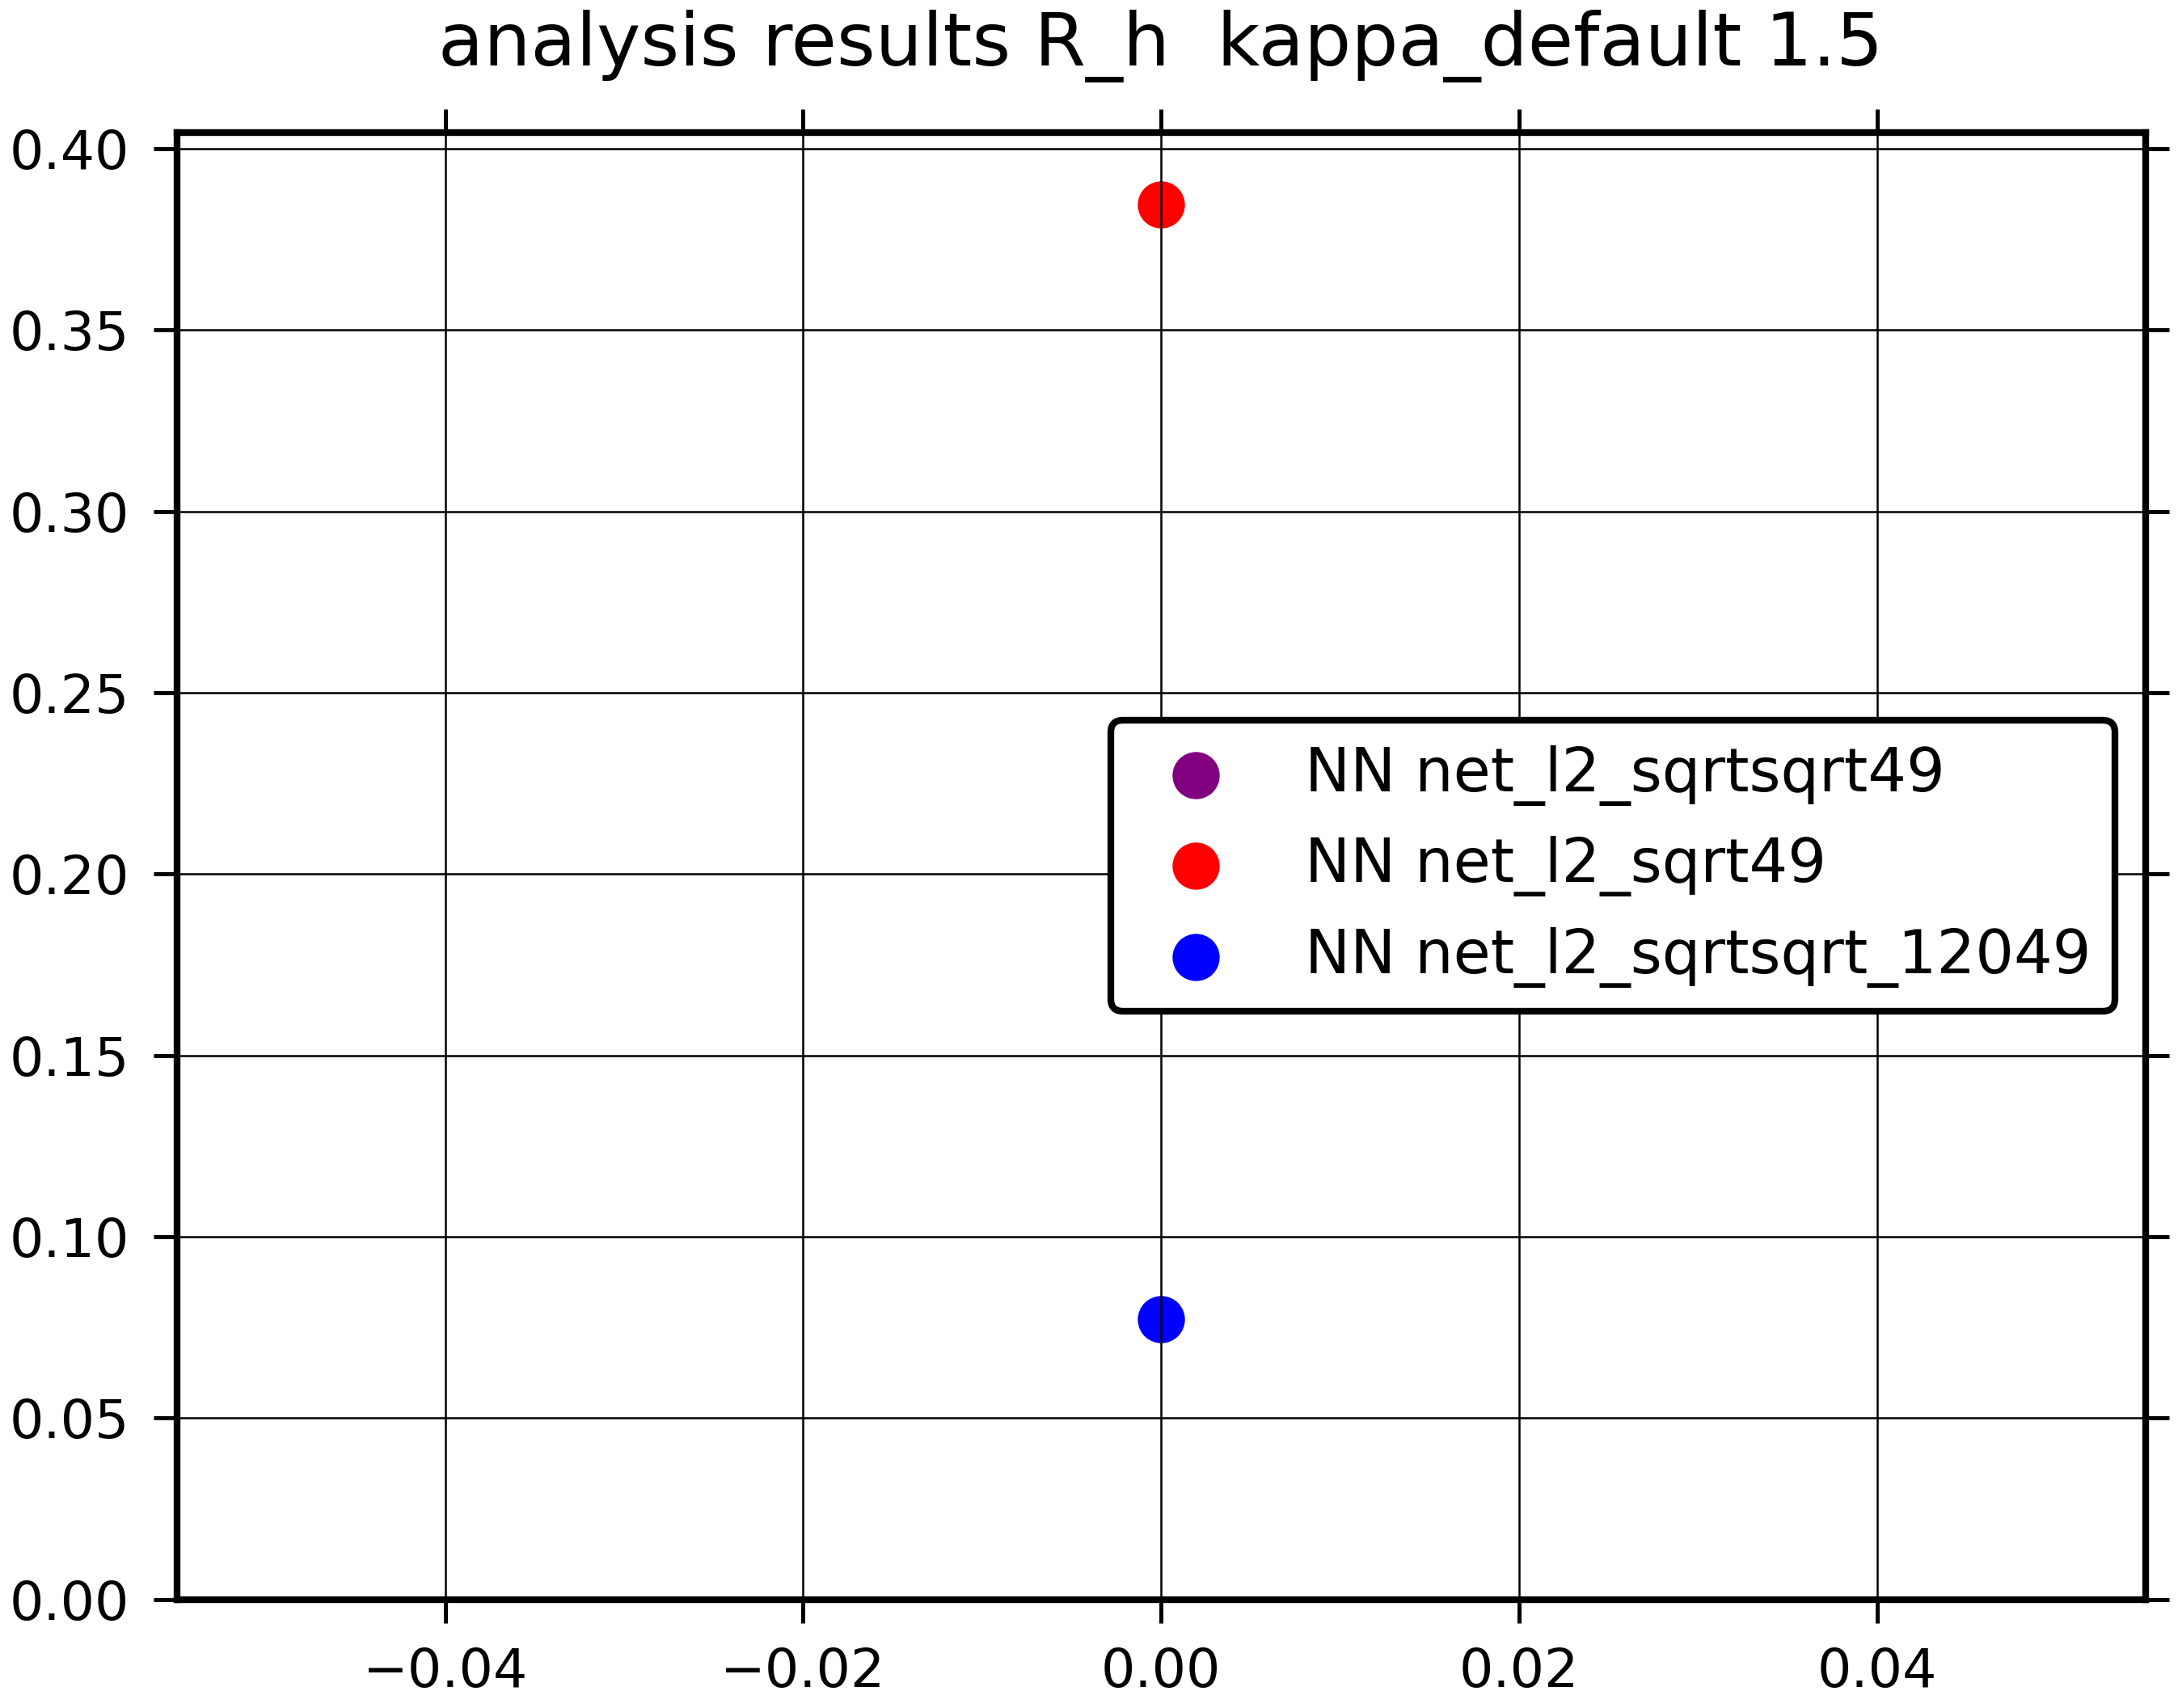 analysis results R_h  kappa_default 1.5
0.40
0.35
0.30
0.25
0.20
0.15
0.10
0.05
0.00
NN net_l2_sqrtsqrt49
NN net_l2_sqrt49
NN net_l2_sqrtsqrt_12049
−0.04 −0.02 0.00 0.02 0.04